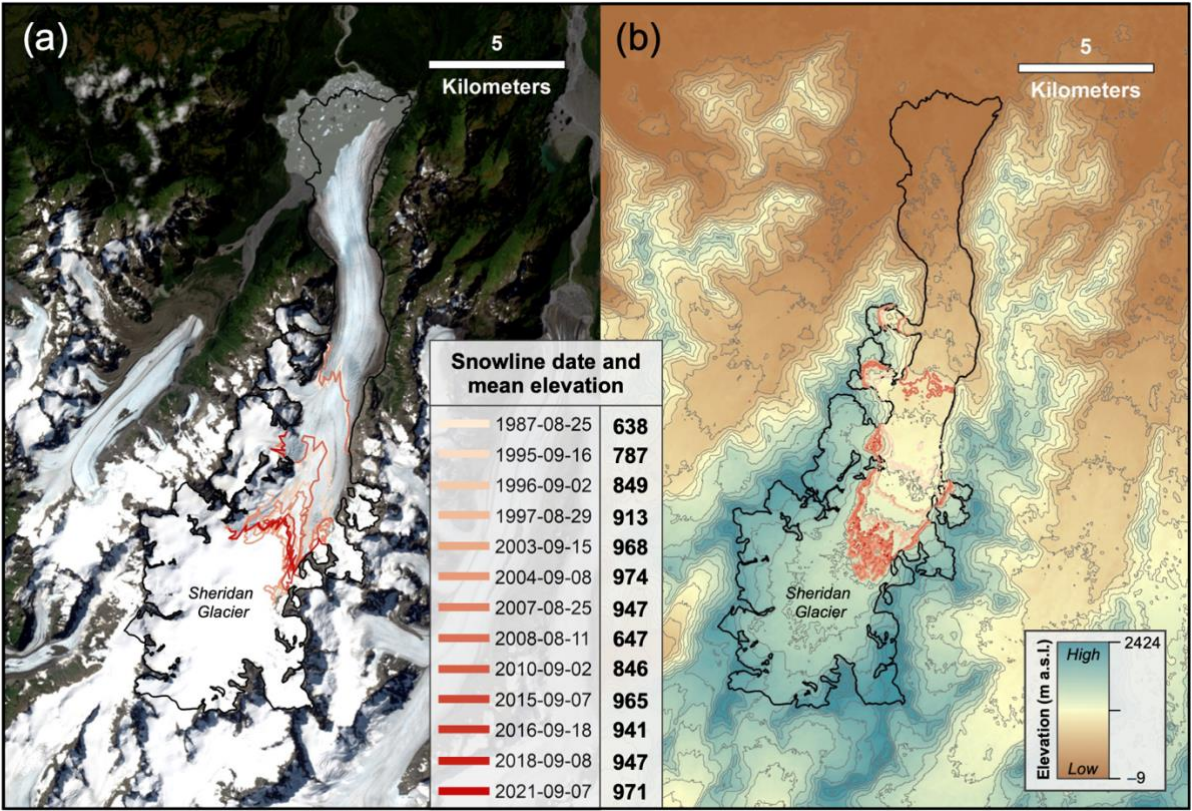 (a)
5
Kilometers
(b)
5
Kilometers
Snowline date and
mean elevation
1987-08-25 638
1995-09-16 787
1996-09-02 849
1997-08-29 913
2003-09-15 968
2004-09-08 974
2007-08-25 947
2008-08-11 647
2010-09-02 846
2015-09-07 965
2016-09-18 941
2018-09-08 947
2021-09-07 971
Sheridan
Glacier
Sheridan
Glacier
Elevation (m a.s.l.)
High
2424
Low
–9